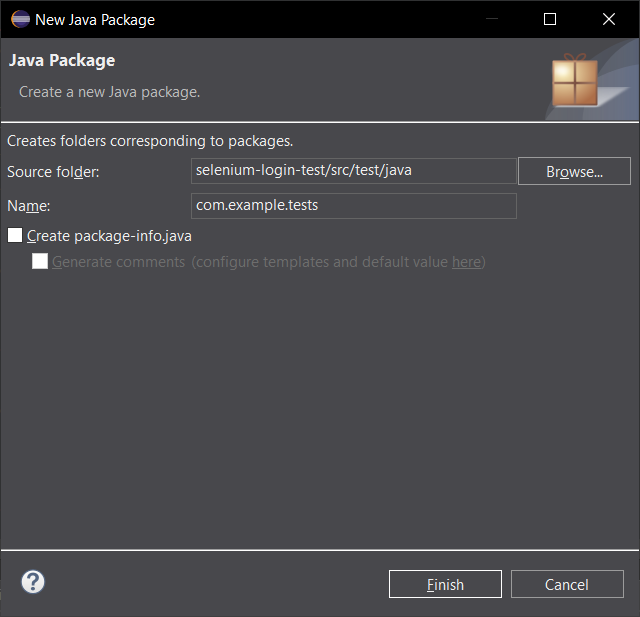 New Java Package
Java Package
Create a new Java package.
Creates folders corresponding to packages.
Source folder: selenium-login-test/src/test/java Browse...
Name: com.example.tests
Create package-info.java
Generate comments (configure templates and default value here)
?
Finish Cancel